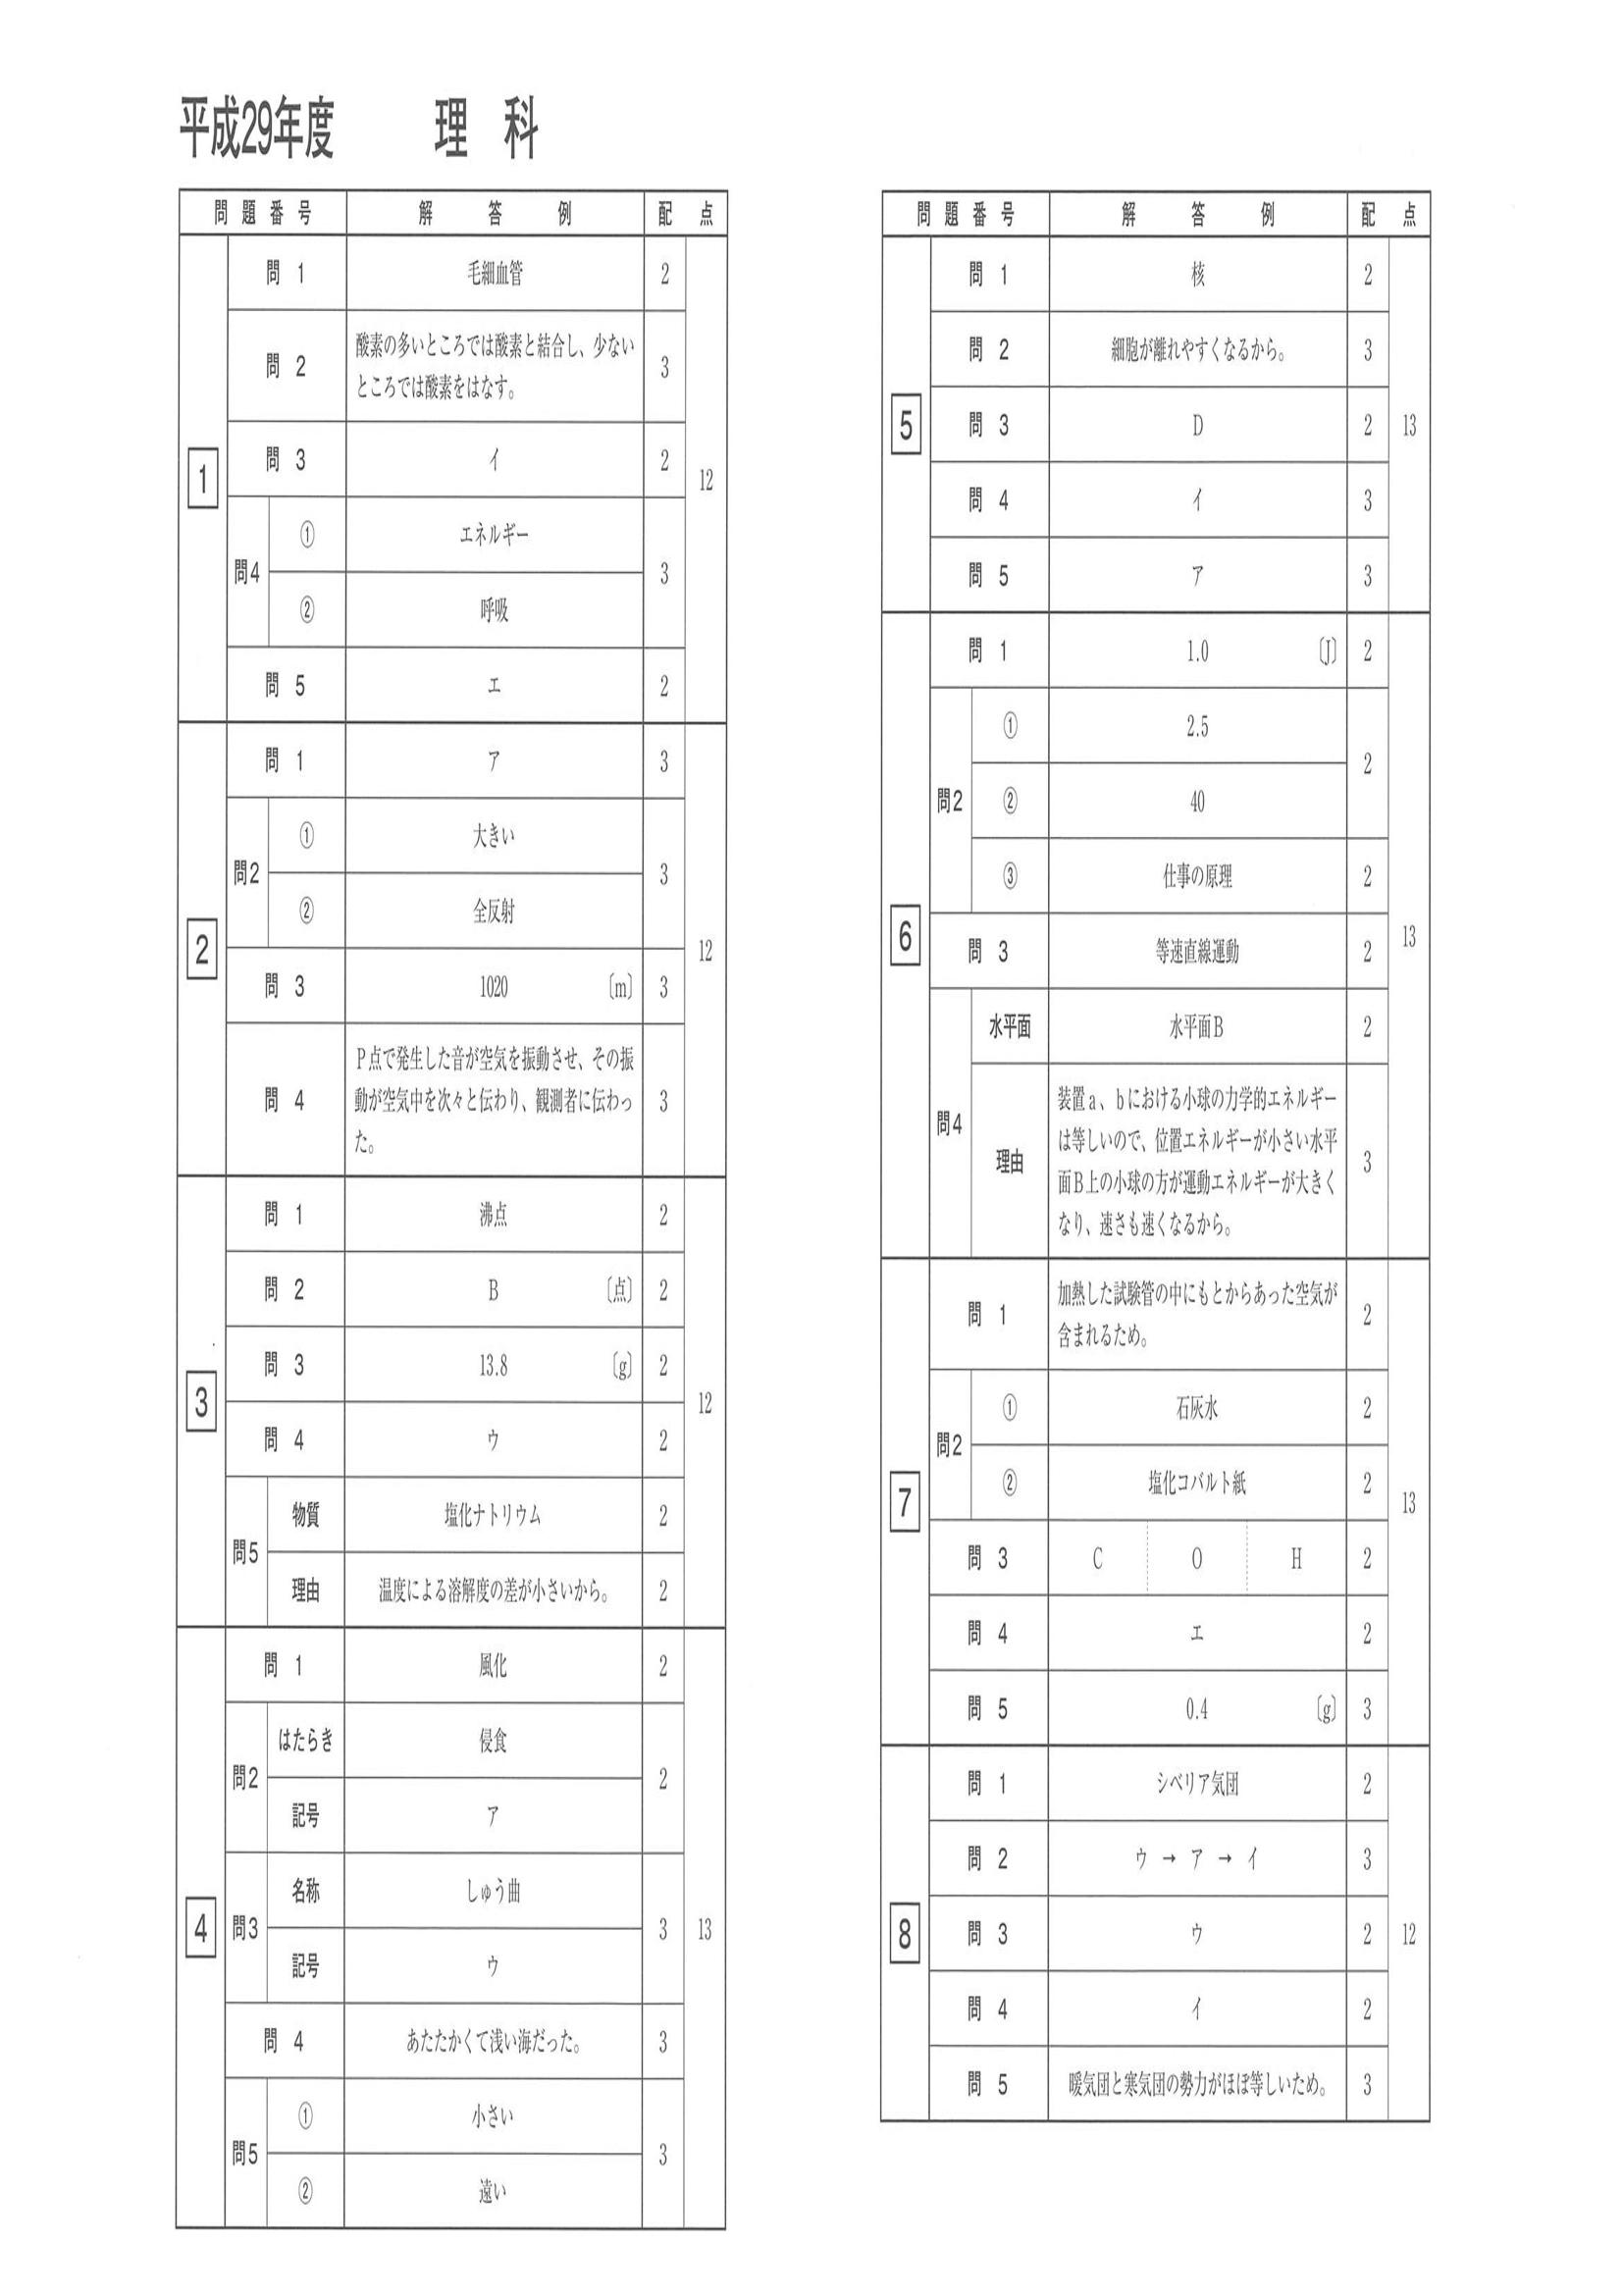 平成29年度　理科
問題番号 解答例 配点
1 12
問1 毛細血管 2
問2 酸素の多いところでは酸素と結合し、少ない
ところでは酸素をはなす。 3
問3 イ 2
問4 3
① エネルギー
② 呼吸
問5 エ 2
2 12
問1 ア 3
問2 3
① 大きい
② 全反射
問3 1020 〔m〕 3
問4 P点で発生した音が空気を振動させ、その振
動が空気中を次々と伝わり、観測者に伝わっ
た。 3
3 12
問1 沸点 2
問2 B 〔点〕 2
問3 13.8 〔g〕 2
問4 ウ 2
問5
物質 塩化ナトリウム 2
理由 温度による溶解度の差が小さいから。 2
4 13
問1 風化 2
問2 2
はたらき 侵食
記号 ア
問3 3
名称 しゅう曲
記号 ウ
問4 あたたかくて浅い海だった。 3
問5 3
① 小さい
② 遠い
問題番号 解答例 配点
5 13
問1 核 2
問2 細胞が離れやすくなるから。 3
問3 D 2
問4 イ 3
問5 ア 3
6 13
問1 1.0 〔J〕 2
問2
① 2.5 2
② 40
③ 仕事の原理 2
問3 等速直線運動 2
問4
水平面 水平面B 2
理由 装置a、bにおける小球の力学的エネルギー
は等しいので、位置エネルギーが小さい水平
面B上の小球の方が運動エネルギーが大きく
なり、速さも速くなるから。 3
7 13
問1 加熱した試験管の中にもとからあった空気が
含まれるため。 2
問2
① 石灰水 2
② 塩化コバルト紙 2
問3 C O H 2
問4 エ 2
問5 0.4 〔g〕 3
8 12
問1 シベリア気団 2
問2 ウ → ア → イ 3
問3 ウ 2
問4 イ 2
問5 暖気団と寒気団の勢力がほぼ等しいため。 3